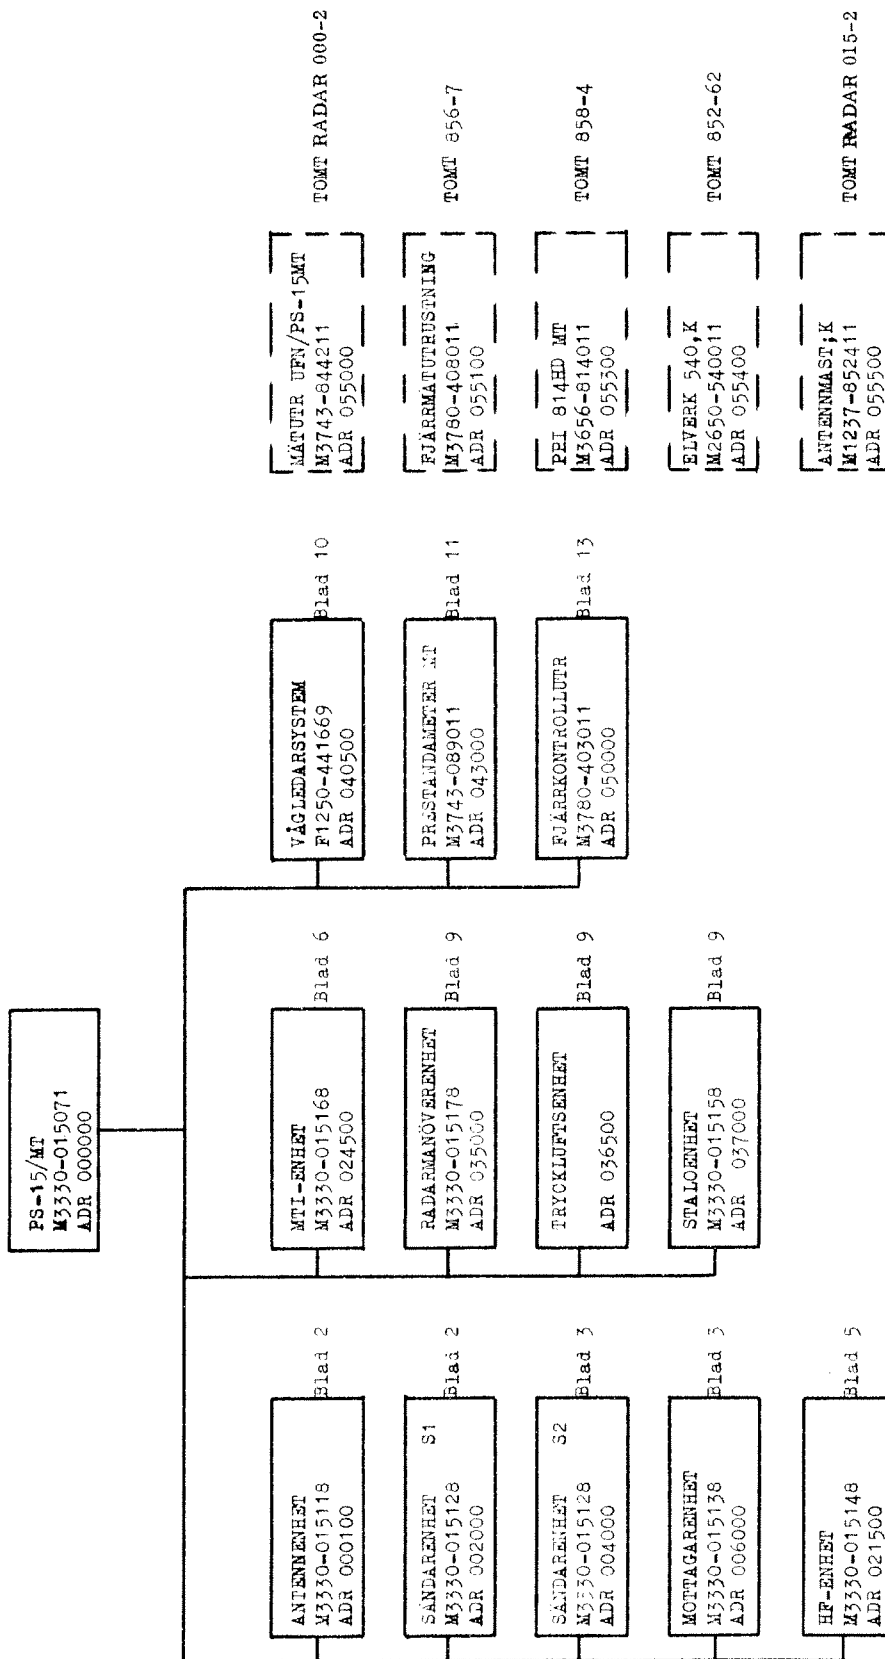 PS-15/MT
M3330-015071
ADR 000000
ANTENNENHET
M3330-015118
ADR 000100
Blad 2
SÄNDARENHET S1
M3330-015128
ADR 002000
Blad 2
SÄNDARENHET S2
M3330-015128
ADR 004000
Blad 3
MOTTAGARENHET
M3330-015138
ADR 006000
Blad 3
HF-ENHET
M3330-015148
ADR 021500
Blad 5
MTI-ENHET
M3330-015168
ADR 024500
Blad 6
RADARMANÖVERENHET
M3330-015178
ADR 035000
Blad 9
TRYCKLUFTSENHET
ADR 036500
Blad 9
STALOENHET
M3330-015158
ADR 037000
Blad 9
VÅGLEDARSYSTEM
F1250-441669
ADR 040500
Blad 10
PRESTANDAMETER MT
M3743-089011
ADR 043000
Blad 11
FJÄRRKONTROLLUTR
M3780-403011
ADR 050000
Blad 13
MÄTUTR UFN/PS-15MT
M3743-844211
ADR 055000
TOMT RADAR 000-2
FJÄRRMÄTUTRUSTNING
M3780-408011
ADR 055100
TOMT 856-7
PEI 814HD MT
M3656-814011
ADR 055300
TOMT 858-4
ELVERK 540,K
M2650-540011
ADR 055400
TOMT 852-62
ANTENNMAST;K
M1237-852411
ADR 055500
TOMT RADAR 015-2